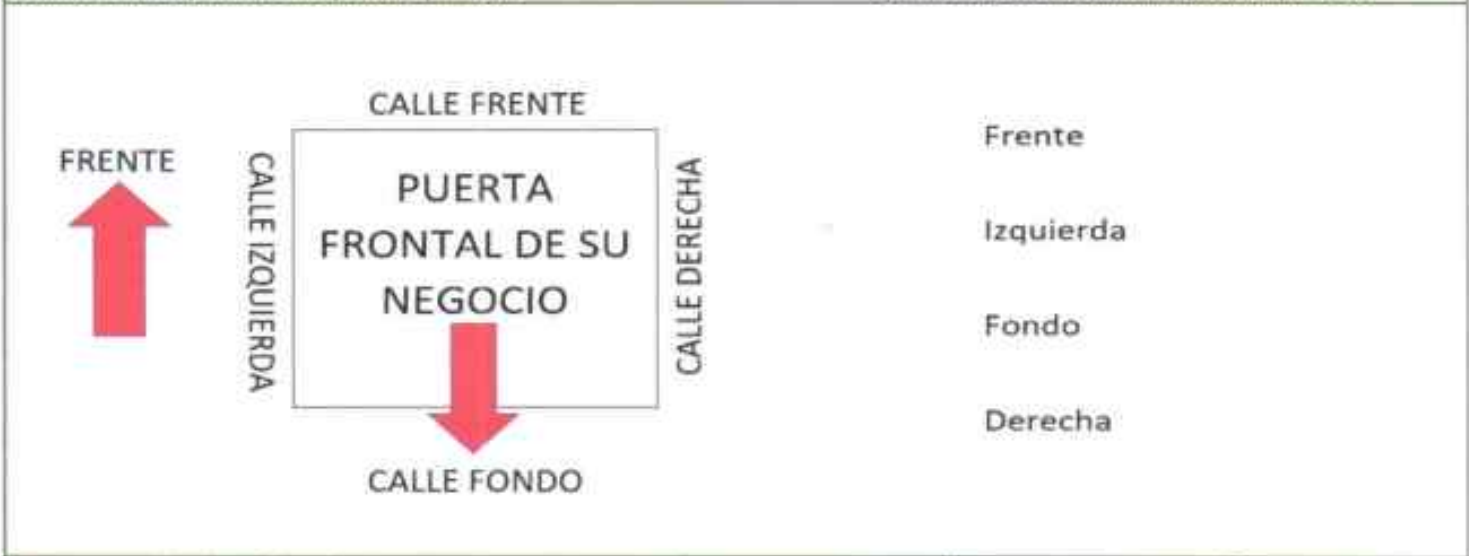 CALLE FRENTE
FRENTE
CALLE IZQUIERDA
PUERTA
FRONTAL DE SU
NEGOCIO
CALLE DERECHA
CALLE FONDO
Frente
Izquierda
Fondo
Derecha